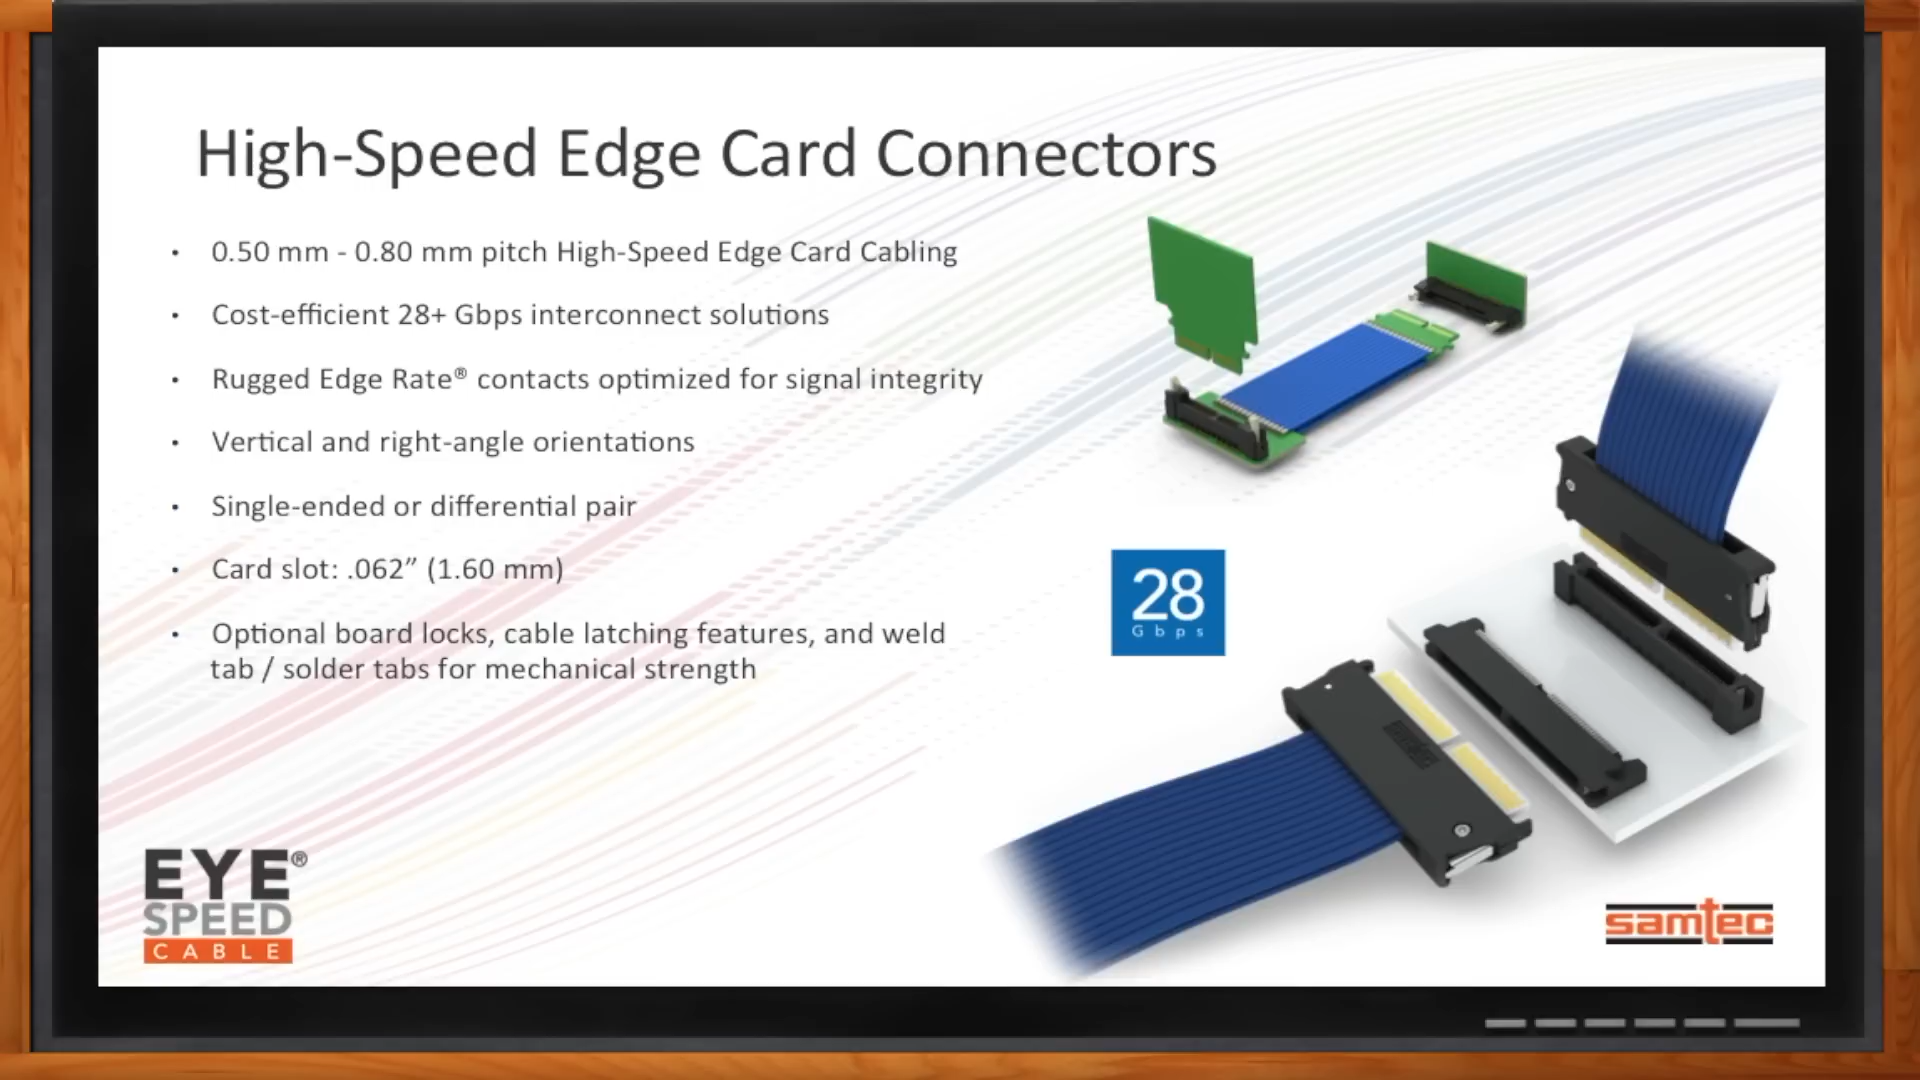 High-Speed Edge Card Connectors
• 0.50 mm - 0.80 mm pitch High-Speed Edge Card Cabling
• Cost-efficient 28+ Gbps interconnect solutions
• Rugged Edge Rate® contacts optimized for signal integrity
• Vertical and right-angle orientations
• Single-ended or differential pair
• Card slot: .062” (1.60 mm)
• Optional board locks, cable latching features, and weld
tab / solder tabs for mechanical strength
28
Gbps
EYE®
SPEED
CABLE
samtec